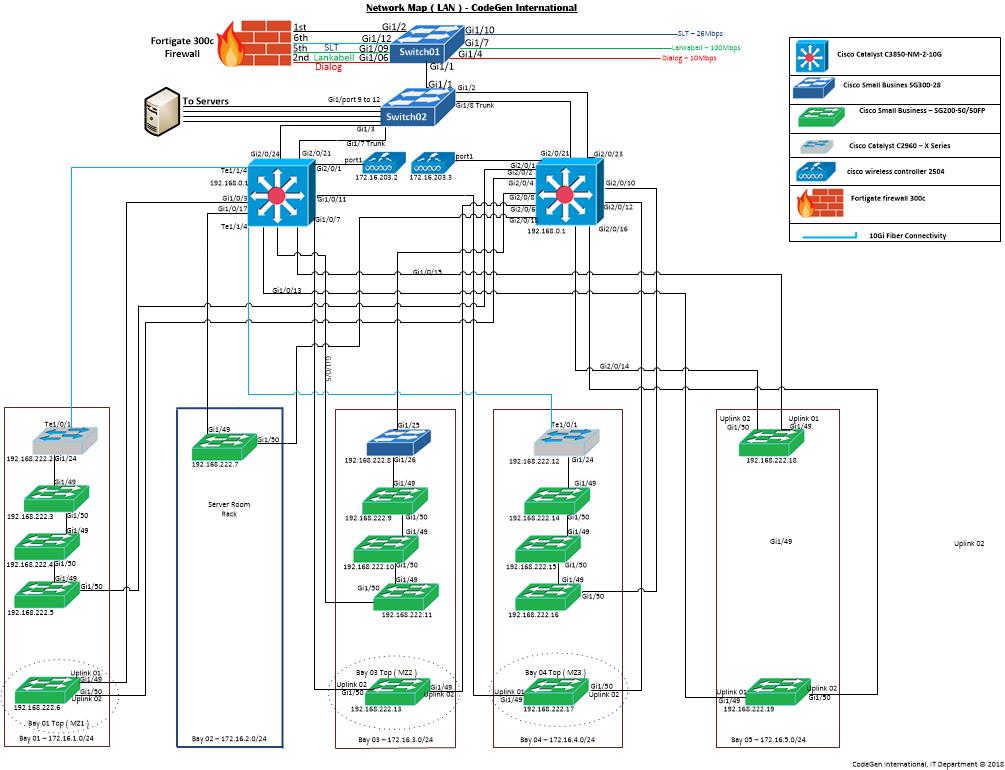 Network Map ( LAN ) - CodeGen International
Fortigate 300c
Firewall
1st
6th
5th
2nd
SLT
Lankabell
Dialog
Gi1/2
Gi1/12
Gi1/09
Gi1/06
Switch01
Gi1/10
Gi1/7
Gi1/4
Gi1/1
SLT – 26Mbps
Lankabell – 100Mbps
Dialog – 10Mbps
Cisco Catalyst C3850-NM-2-10G
Cisco Small Busines SG300-28
Cisco Small Business – SG200-50/50FP
Cisco Catalyst C2960 – X Series
cisco wireless controller 2504
Fortigate firewall 300c
10Gi Fiber Connectivity
To Servers
Gi1/port 9 to 12
Gi1/1
Gi1/2
Gi1/8 Trunk
Switch02
Gi1/3
Gi1/7 Trunk
Gi2/0/24
Gi2/0/21
Te1/1/4
Gi2/0/1
192.168.0.1
Gi1/0/3
Gi1/0/11
Gi1/0/17
Gi1/0/7
Te1/1/4
port1
172.16.203.2
port1
172.16.203.3
Gi2/0/21
Gi2/0/23
Gi2/0/1
Gi2/0/2
Gi2/0/4
Gi2/0/10
Gi2/0/8
Gi2/0/6
Gi2/0/12
Gi2/0/18
192.168.0.1
Gi2/0/16
Gi1/0/15
Gi1/0/13
Gi1/0/5
Gi2/0/14
Te1/0/1
192.168.222.2
Gi1/24
Gi1/49
192.168.222.3
Gi1/50
Gi1/49
192.168.222.4
Gi1/50
Gi1/49
Gi1/50
192.168.222.5
Uplink 01
Gi1/49
Gi1/50
Uplink 02
192.168.222.6
Bay 01 Top ( MZ1 )
Bay 01 – 172.16.1.0/24
Gi1/49
Gi1/50
192.168.222.7
Server Room
Rack
Bay 02 – 172.16.2.0/24
Gi1/25
192.168.222.8
Gi1/26
Gi1/49
192.168.222.9
Gi1/50
Gi1/49
192.168.222.10
Gi1/50
Gi1/49
Gi1/50
192.168.222.11
Bay 03 Top ( MZ2 )
Uplink 02
Gi1/50
Gi1/49
Uplink 02
192.168.222.13
Bay 03 – 172.16.3.0/24
Te1/0/1
192.168.222.12
Gi1/24
Gi1/49
192.168.222.14
Gi1/50
Gi1/49
192.168.222.15
Gi1/50
Gi1/49
Gi1/50
192.168.222.16
Bay 04 Top ( MZ3 )
Uplink 01
Gi1/49
Gi1/50
Uplink 02
192.168.222.17
Bay 04 – 172.16.4.0/24
Uplink 02
Gi1/50
Uplink 01
Gi1/49
192.168.222.18
Gi1/49
Uplink 02
Uplink 01
Gi1/49
Uplink 02
Gi1/50
192.168.222.19
Bay 05 – 172.16.5.0/24
CodeGen International, IT Department © 2018